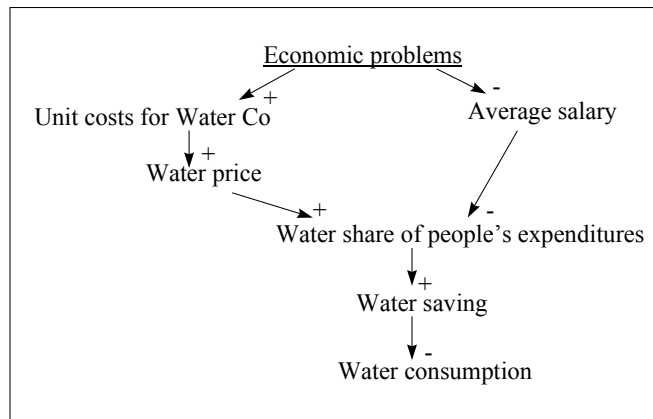 Economic problems
+
-
Unit costs for Water Co
Average salary
+
Water price
+
-
Water share of people’s expenditures
+
Water saving
-
Water consumption